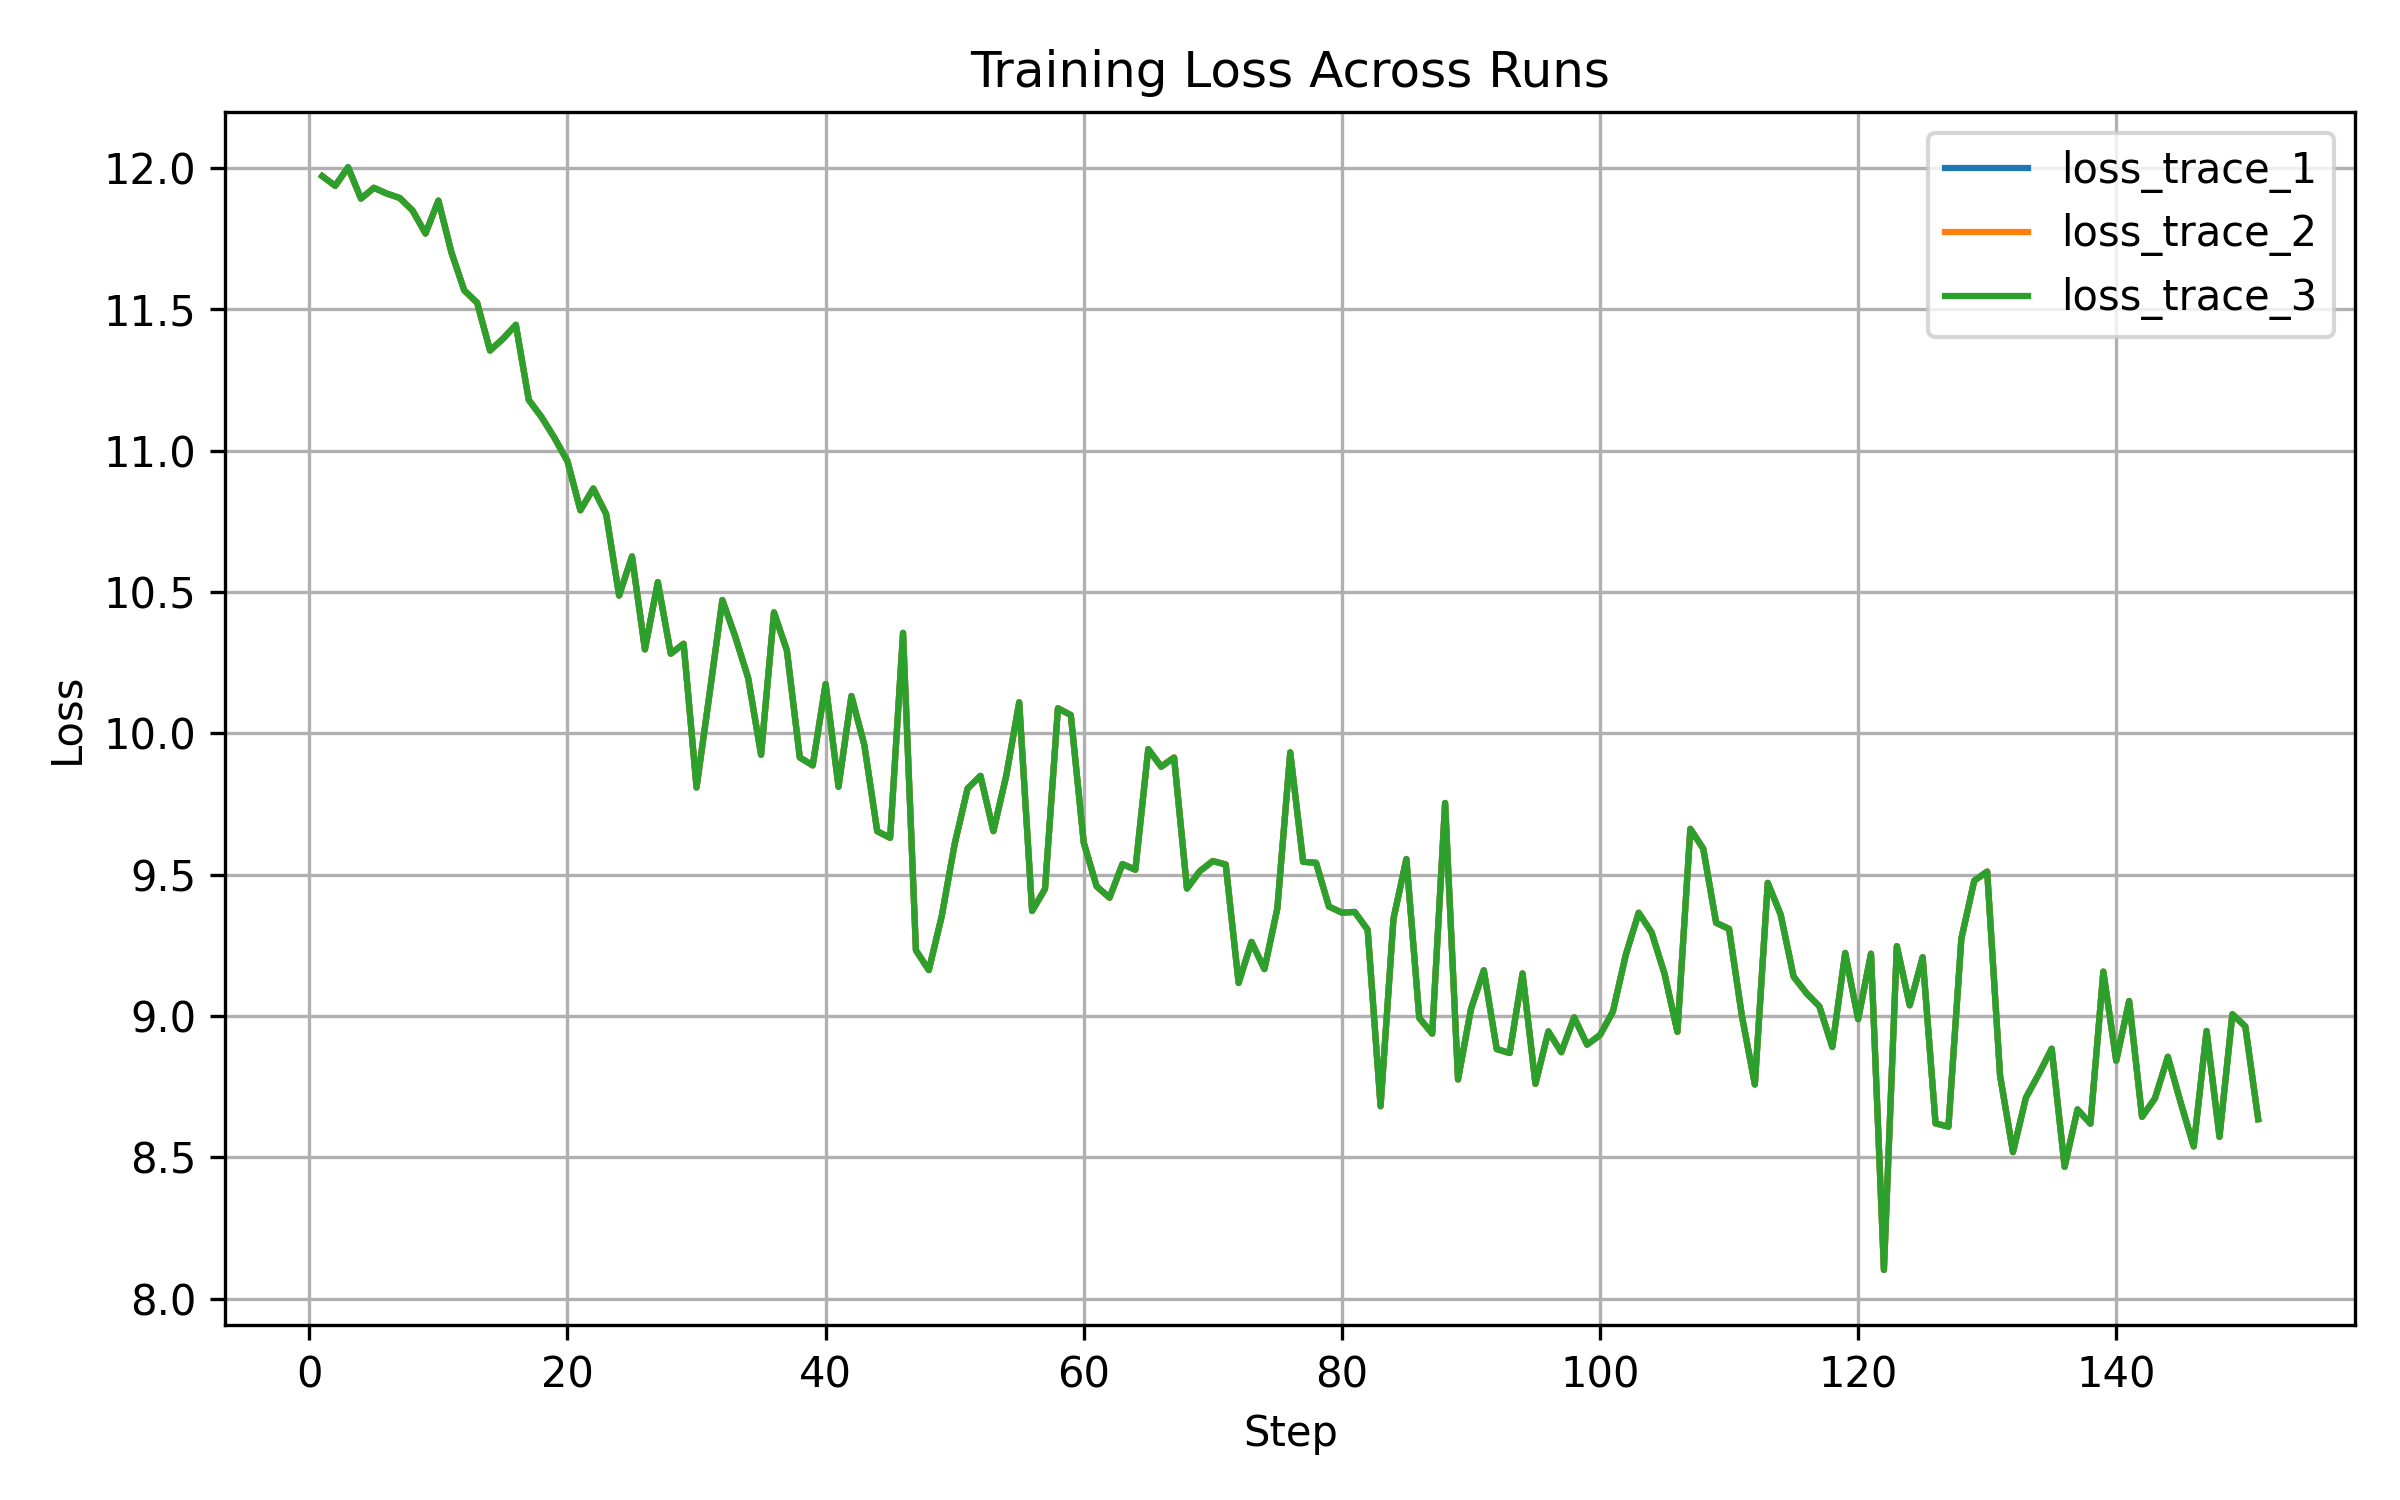 Training Loss Across Runs
loss_trace_1
loss_trace_2
loss_trace_3
12.0
11.5
11.0
10.5
10.0
9.5
9.0
8.5
8.0
Loss
0 20 40 60 80 100 120 140
Step